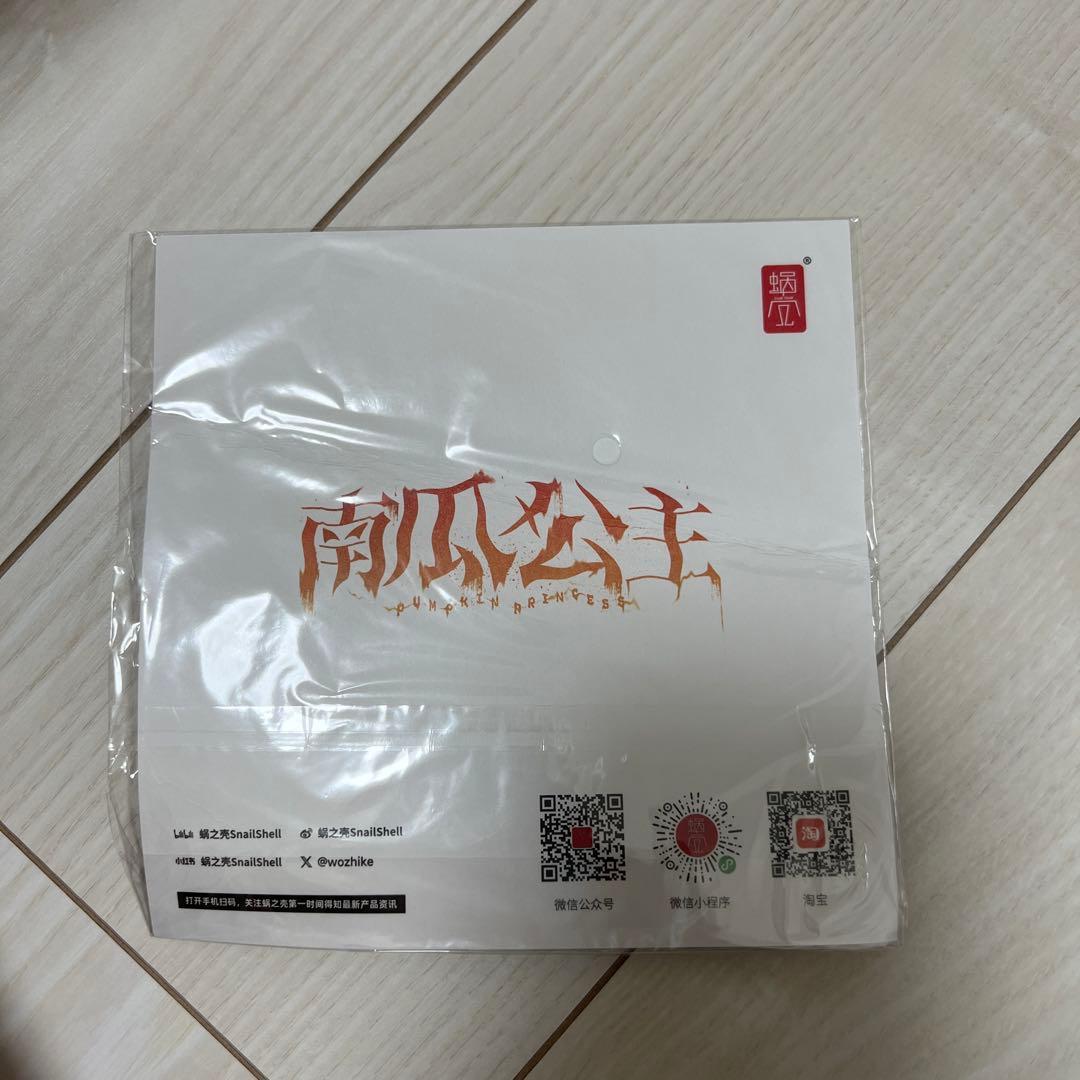 蜗壳
®
南瓜公主
PUMPKIN PRINCESS
bilibili 蜗之壳SnailShell
蜗之壳SnailShell
小红书 蜗之壳SnailShell
X @wozhike
打开手机扫码，关注蜗之壳第一时间得知最新产品资讯
蜗壳
淘
微信公众号
微信小程序
淘宝